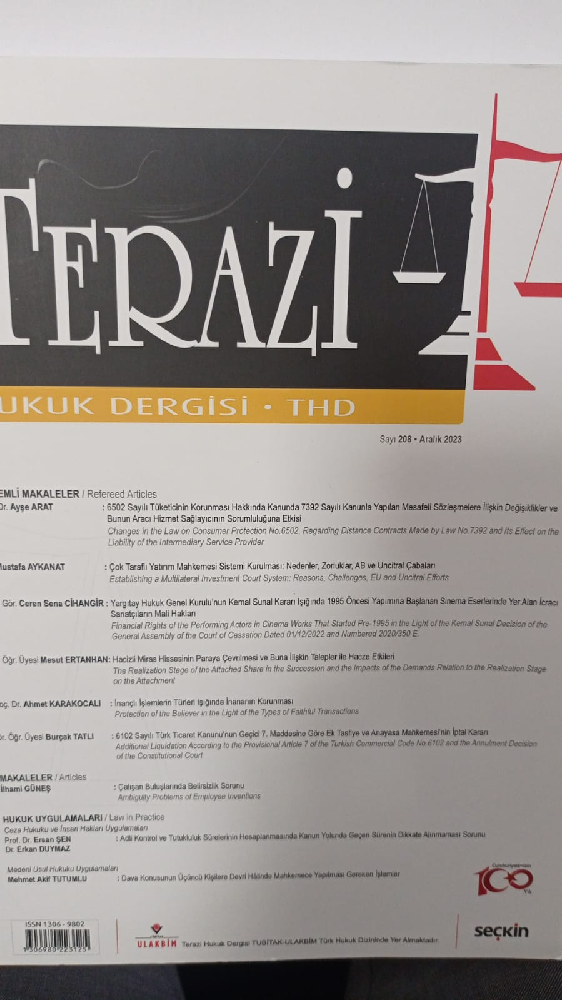 TERAZİ
UKUK DERGİSİ • THD
Sayı 208 • Aralık 2023
EMLİ MAKALELER / Refereed Articles
Dr. Ayşe ARAT : 6502 Sayılı Tüketicinin Korunması Hakkında Kanunda 7392 Sayılı Kanunla Yapılan Mesafeli Sözleşmelere İlişkin Değişiklikler ve
Bunun Aracı Hizmet Sağlayıcının Sorumluluğuna Etkisi
Changes in the Law on Consumer Protection No.6502, Regarding Distance Contracts Made by Law No.7392 and Its Effect on the
Liability of the Intermediary Service Provider
Mustafa AYKANAT : Çok Taraflı Yatırım Mahkemesi Sistemi Kurulması: Nedenler, Zorluklar, AB ve Uncitral Çabaları
Establishing a Multilateral Investment Court System: Reasons, Challenges, EU and Uncitral Efforts
Gör. Ceren Sena CİHANGİR : Yargıtay Hukuk Genel Kurulu'nun Kemal Sunal Kararı Işığında 1995 Öncesi Yapımına Başlanan Sinema Eserlerinde Yer Alan İcracı
Sanatçıların Mali Hakları
Financial Rights of the Performing Actors in Cinema Works That Started Pre-1995 in the Light of the Kemal Sunal Decision of the
General Assembly of the Court of Cassation Dated 01/12/2022 and Numbered 2020/350 E.
Öğr. Üyesi Mesut ERTANHAN : Hacizli Miras Hissesinin Paraya Çevrilmesi ve Buna İlişkin Talepler ile Hacze Etkileri
The Realization Stage of the Attached Share in the Succession and the Impacts of the Demands Relation to the Realization Stage
on the Attachment
oç. Dr. Ahmet KARAKOCALI : İnançlı İşlemlerin Türleri Işığında İnananın Korunması
Protection of the Believer in the Light of the Types of Faithful Transactions
Dr. Öğr. Üyesi Burçak TATLI : 6102 Sayılı Türk Ticaret Kanunu'nun Geçici 7. Maddesine Göre Ek Tasfiye ve Anayasa Mahkemesi'nin İptal Kararı
Additional Liquidation According to the Provisional Article 7 of the Turkish Commercial Code No.6102 and the Annulment Decision
of the Constitutional Court
MAKALELER / Articles
İlhami GÜNEŞ : Çalışan Buluşlarında Belirsizlik Sorunu
Ambiguity Problems of Employee Inventions
HUKUK UYGULAMALARI / Law in Practice
Ceza Hukuku ve İnsan Hakları Uygulamaları
Prof. Dr. Ersan ŞEN : Adli Kontrol ve Tutukluluk Sürelerinin Hesaplanmasında Kanun Yolunda Geçen Sürenin Dikkate Alınmaması Sorunu
Dr. Erkan DUYMAZ
Medeni Usul Hukuku Uygulamaları
Mehmet Akif TUTUMLU : Dava Konusunun Üçüncü Kişilere Devri Hâlinde Mahkemece Yapılması Gereken İşlemler
Cumhuriyetimizin
100
.Yılı
ISSN 1306 - 9802
1306980223125
TÜBİTAK
ULAKBİM Terazi Hukuk Dergisi TUBİTAK-ULAKBİM Türk Hukuk Dizininde Yer Almaktadır.
seçkin